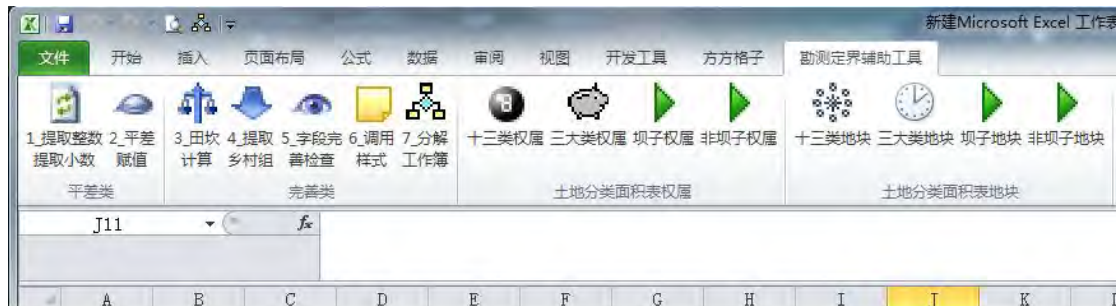 新建Microsoft Excel 工作表
文件 开始 插入 页面布局 公式 数据 审阅 视图 开发工具 方方格子 勘测定界辅助工具
1_提取整数 2_平差 3_田坎 4_提取 5_字段完 6_调用 7_分解 十三类权属 三大类权属 坝子权属 非坝子权属 十三类地块 三大类地块 坝子地块 非坝子地块
提取小数 赋值 计算 乡村组 善检查 样式 工作簿
平差类 完善类 土地分类面积表权属 土地分类面积表地块
J11 fx
A B C D E F G H I J K